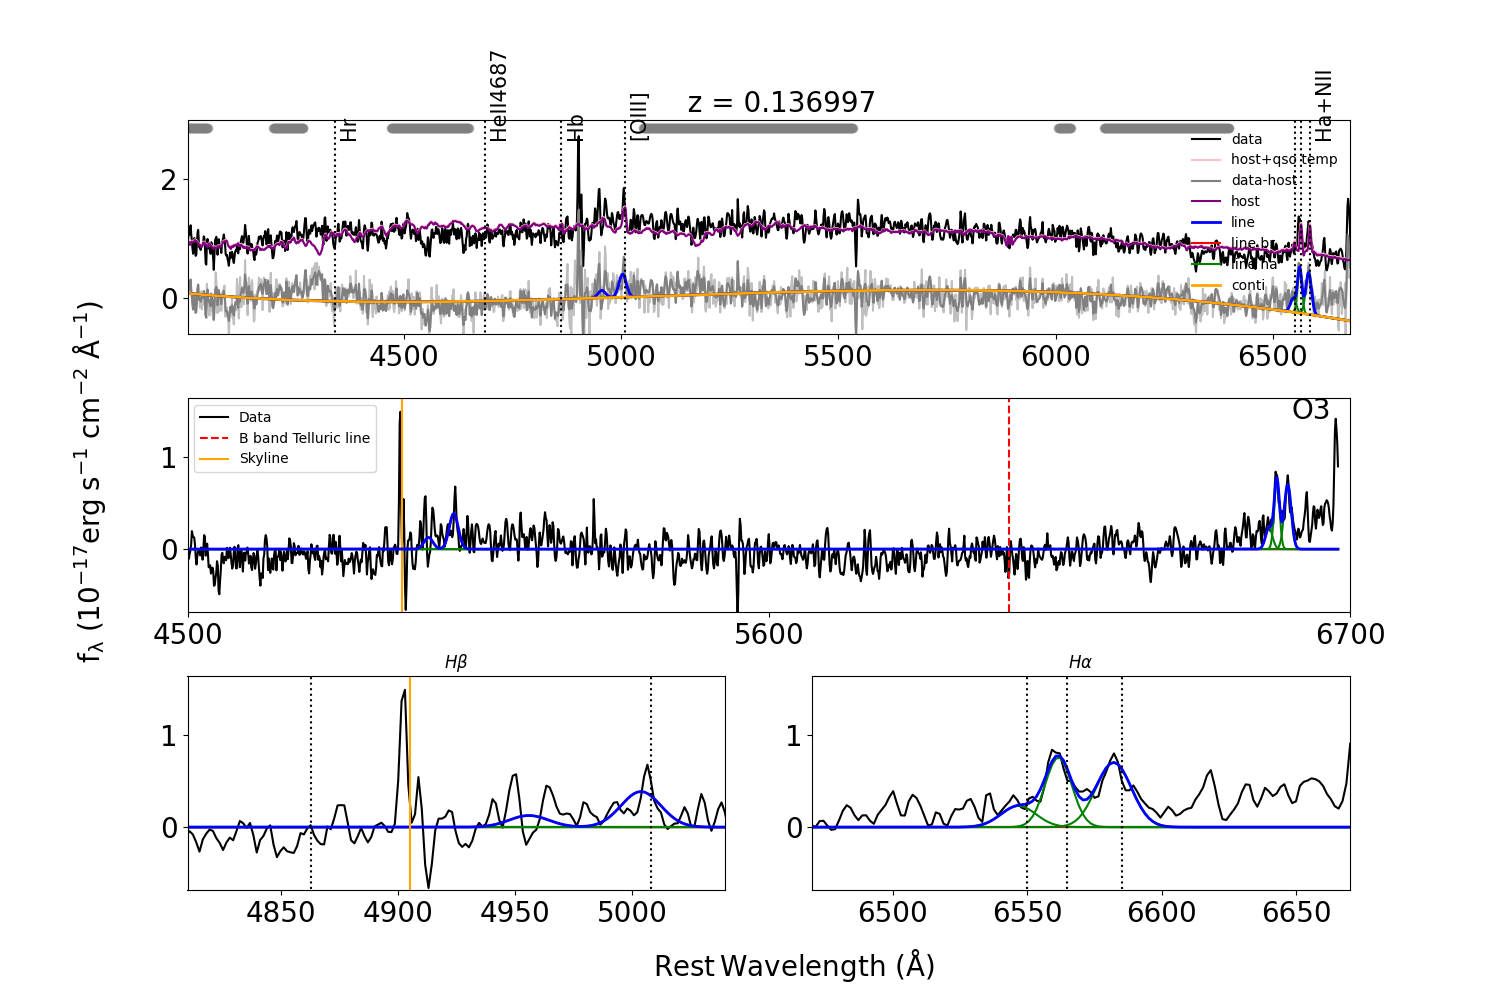 z = 0.136997
Hr
HeII4687
Hb
[OIII]
Ha+NII
data
host+qso temp
data-host
host
line
line br
line na
conti
2
0
4500 5000 5500 6000 6500
O3
Data
B band Telluric line
Skyline
1
0
4500 5600 6700
fλ (10⁻¹⁷erg s⁻¹ cm⁻² Å⁻¹)
Hβ
1
0
4850 4900 4950 5000
Hα
1
0
6500 6550 6600 6650
Rest Wavelength (Å)